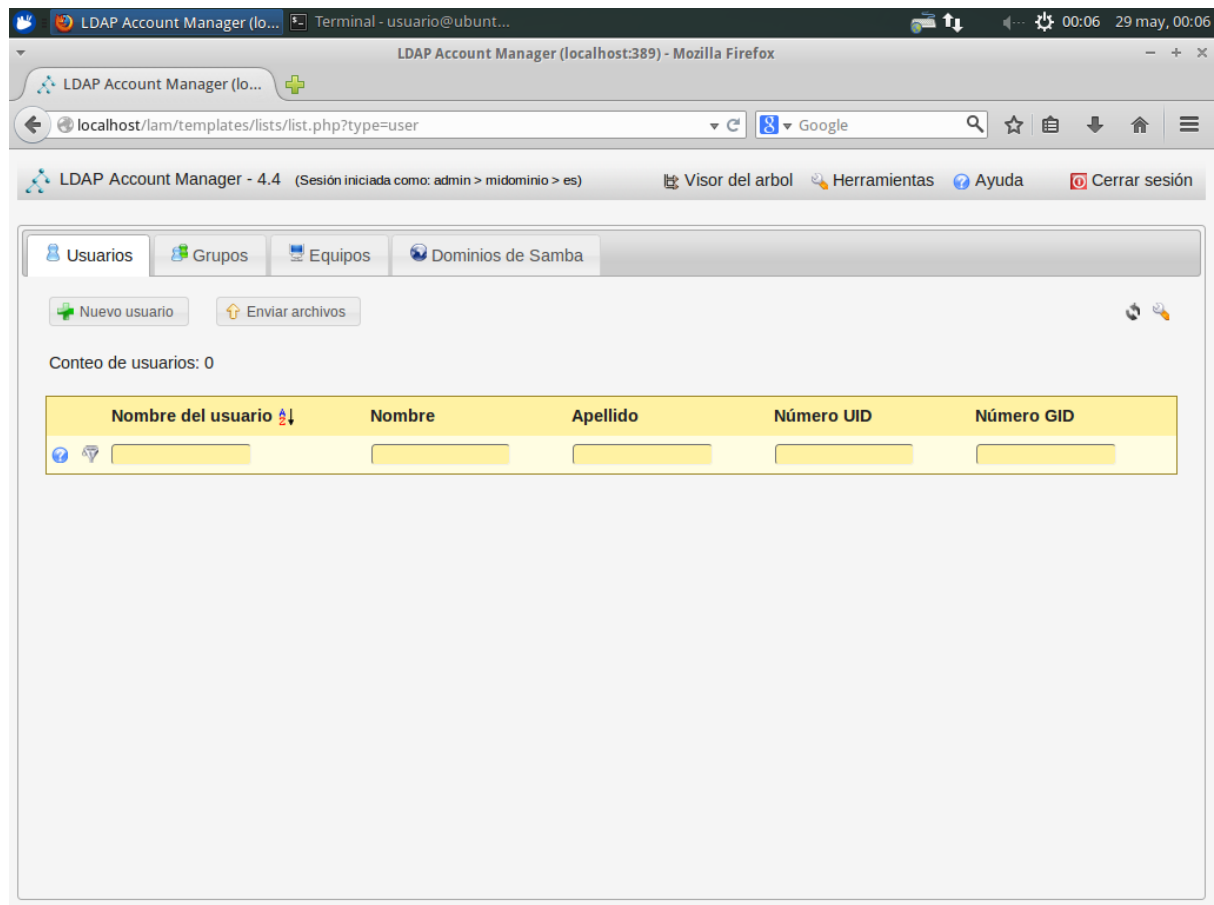 LDAP Account Manager (lo... Terminal - usuario@ubunt... 00:06 29 may, 00:06
LDAP Account Manager (localhost:389) - Mozilla Firefox
LDAP Account Manager (lo...
localhost/lam/templates/lists/list.php?type=user Google
LDAP Account Manager - 4.4 (Sesión iniciada como: admin > midominio > es) Visor del arbol Herramientas Ayuda Cerrar sesión
Usuarios Grupos Equipos Dominios de Samba
Nuevo usuario Enviar archivos
Conteo de usuarios: 0
Nombre del usuario Nombre Apellido Número UID Número GID